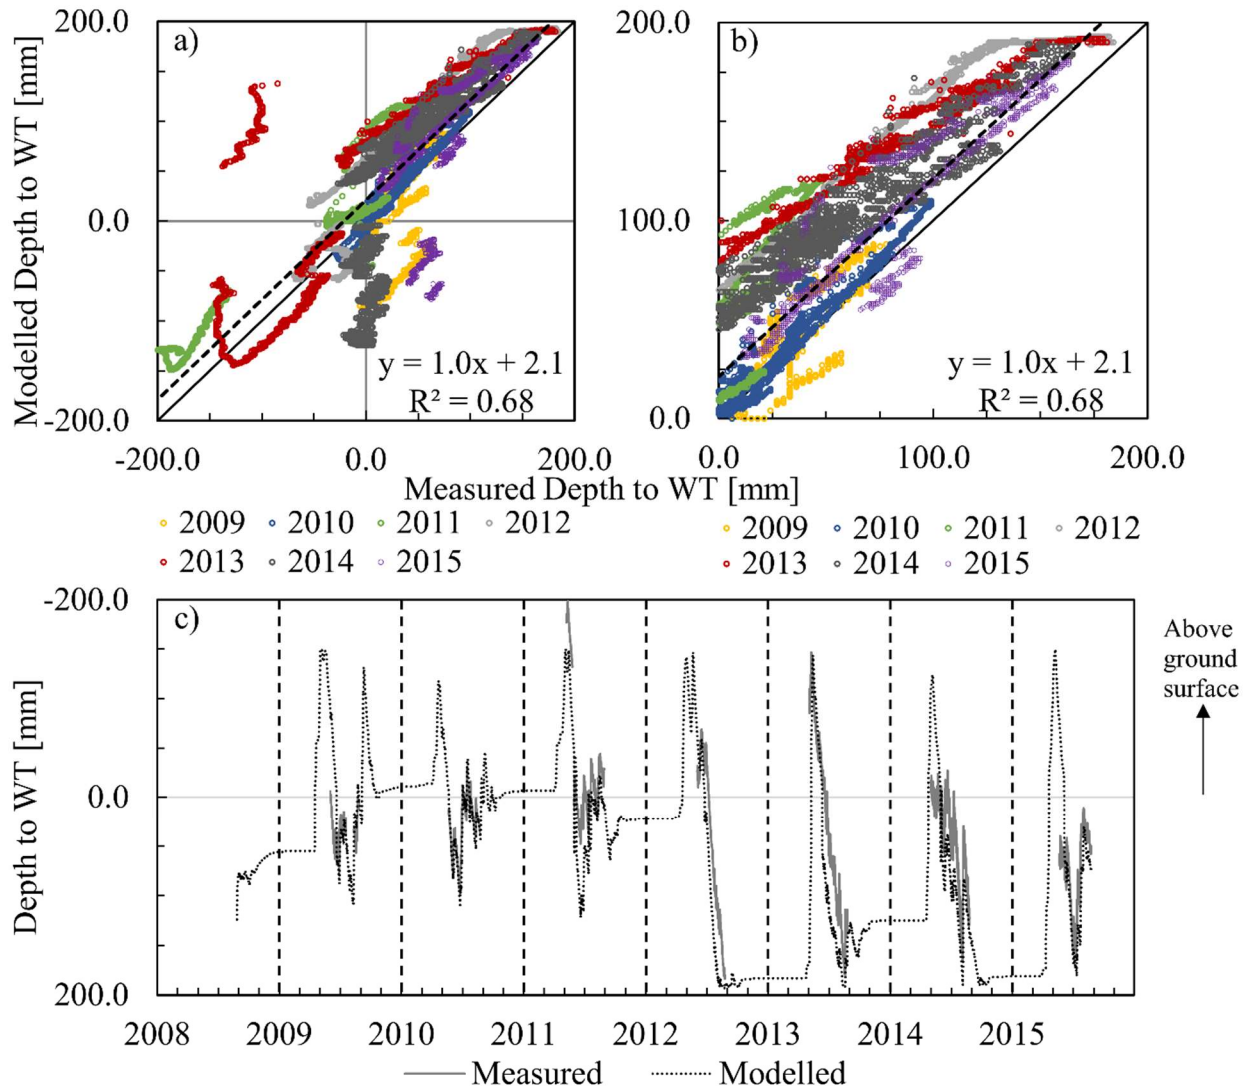 a)
b)
Modelled Depth to WT [mm]
200.0
0.0
-200.0
y = 1.0x + 2.1
R² = 0.68
-200.0 0.0 200.0
200.0
100.0
0.0
y = 1.0x + 2.1
R² = 0.68
0.0 100.0 200.0
Measured Depth to WT [mm]
2009 2010 2011 2012
2013 2014 2015
2009 2010 2011 2012
2013 2014 2015
c)
Depth to WT [mm]
-200.0
0.0
200.0
2008 2009 2010 2011 2012 2013 2014 2015
Above
ground
surface
Measured Modelled